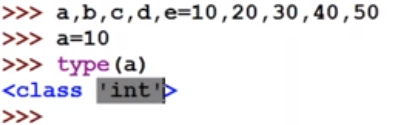 >>> a,b,c,d,e=10,20,30,40,50
>>> a=10
>>> type(a)
<class 'int'>
>>>